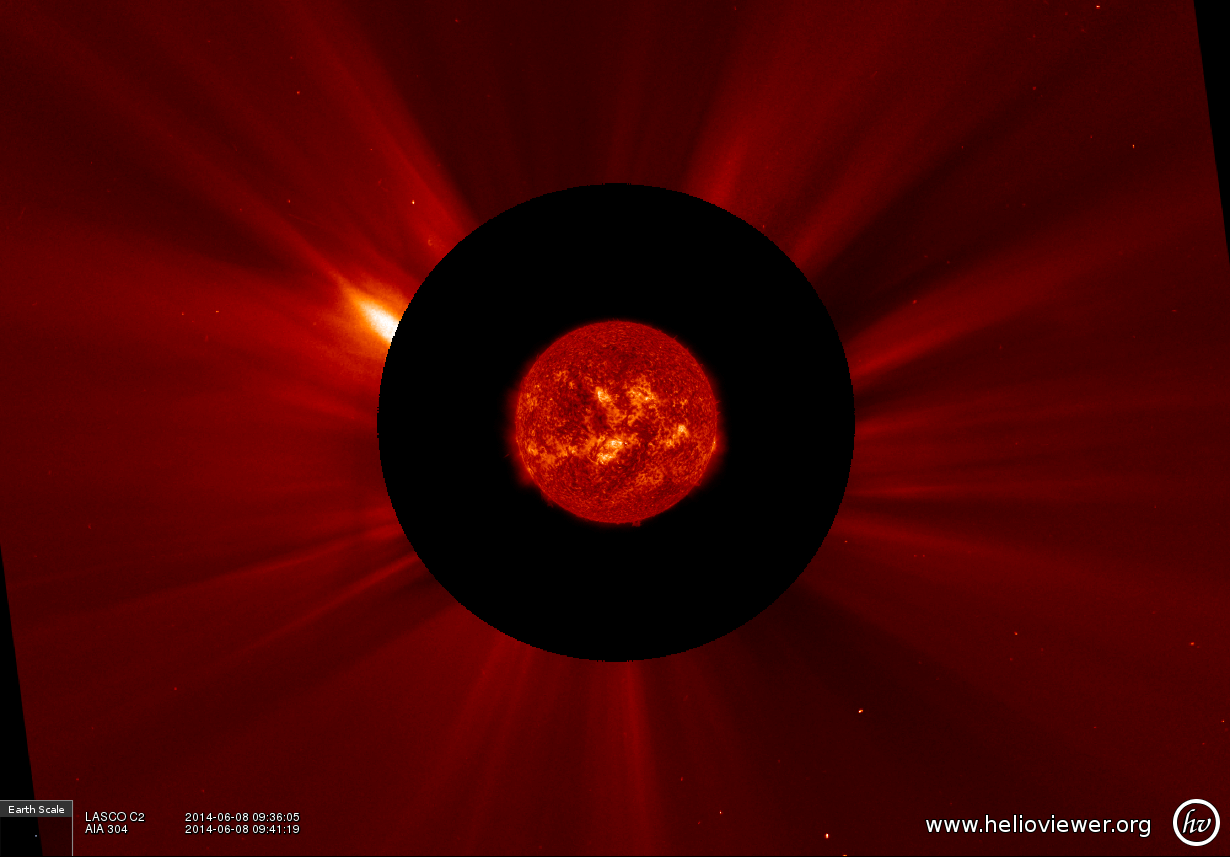 Earth Scale
LASCO C2 2014-06-08 09:36:05
AIA 304 2014-06-08 09:41:19
www.helioviewer.org
hv